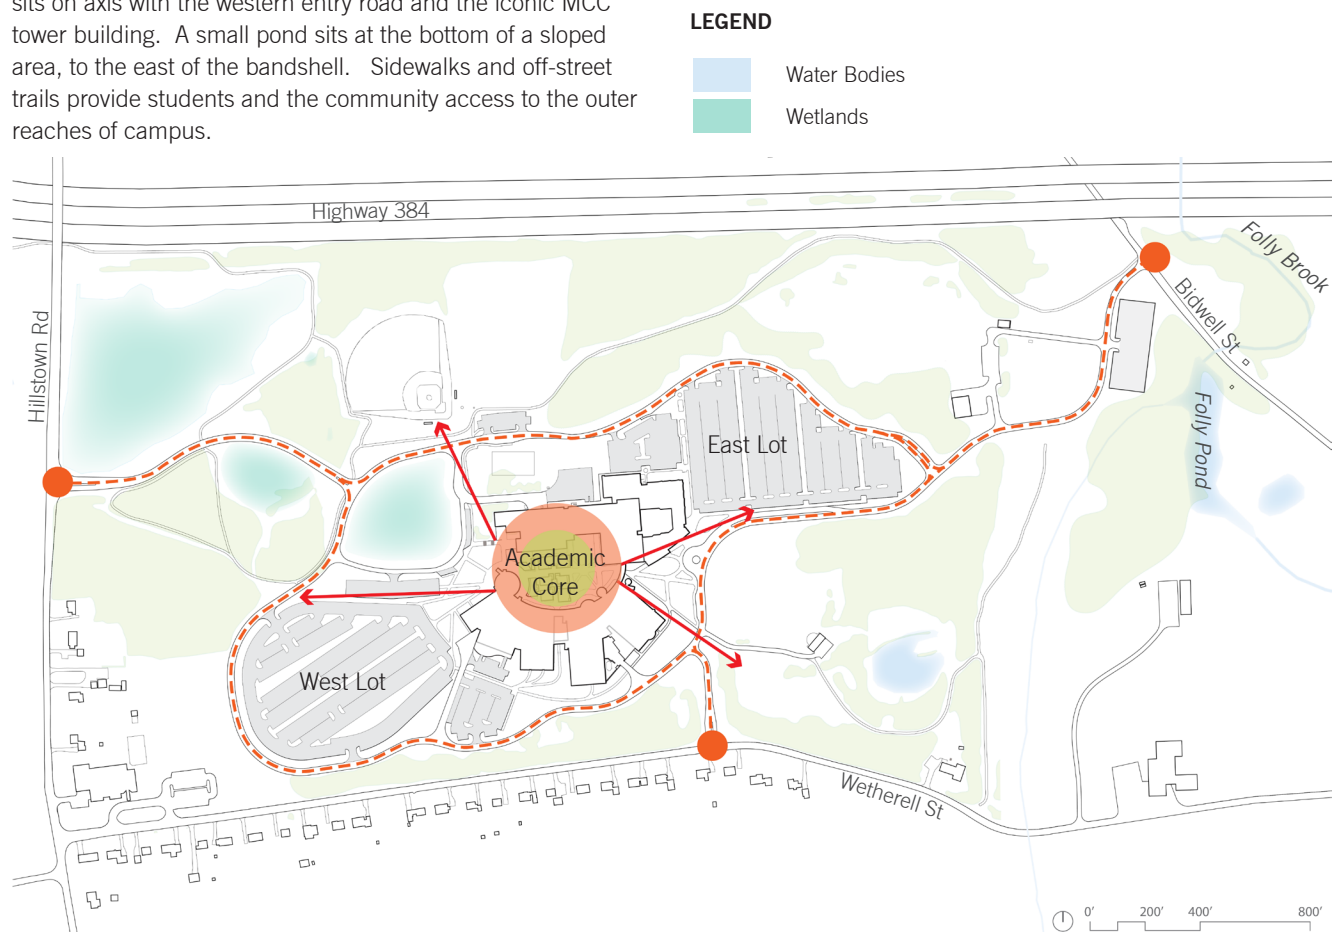 sits on axis with the western entry road and the iconic MCC
tower building.  A small pond sits at the bottom of a sloped
area, to the east of the bandshell.   Sidewalks and off-street
trails provide students and the community access to the outer
reaches of campus.
LEGEND
Water Bodies
Wetlands
Highway 384
Folly Brook
Bidwell St
Hillstown Rd
Folly Pond
East Lot
Academic
Core
West Lot
Wetherell St
0' 200' 400' 800'